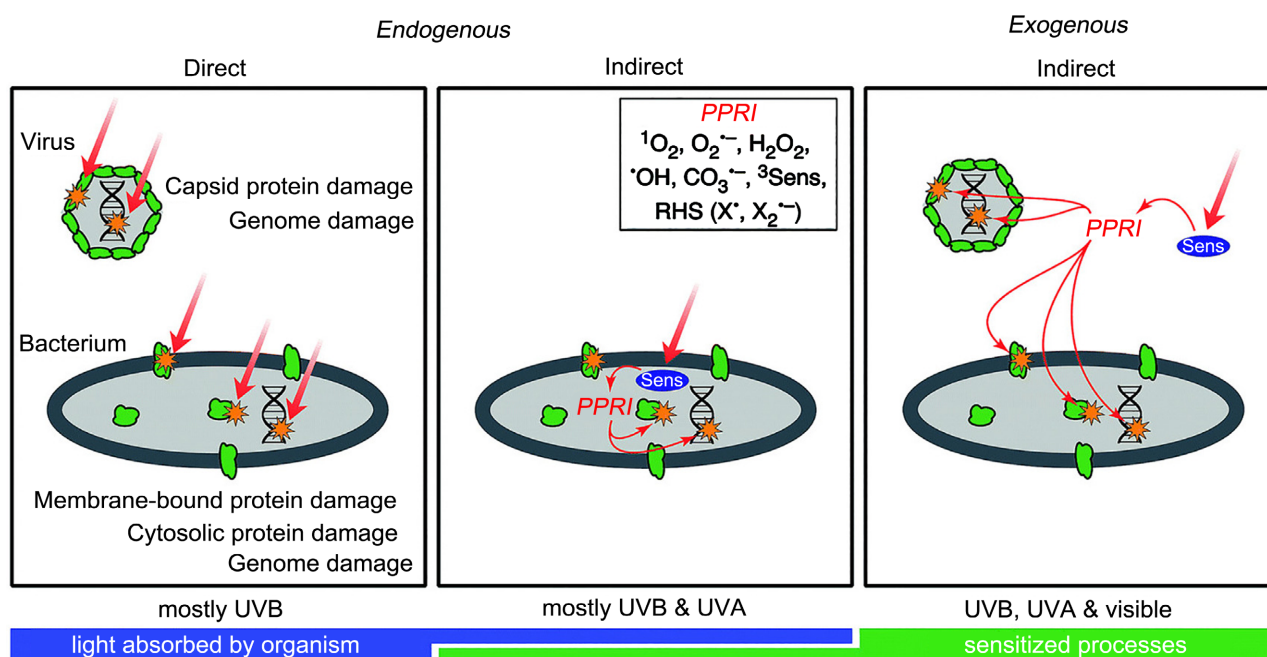 Endogenous
Exogenous
Direct
Indirect
Indirect
Virus
Capsid protein damage
Genome damage
Bacterium
Membrane-bound protein damage
Cytosolic protein damage
Genome damage
PPRI
¹O₂, O₂•–, H₂O₂,
•OH, CO₃•–, ³Sens,
RHS (X•, X₂•–)
Sens
PPRI
PPRI
Sens
mostly UVB
mostly UVB & UVA
UVB, UVA & visible
light absorbed by organism
sensitized processes